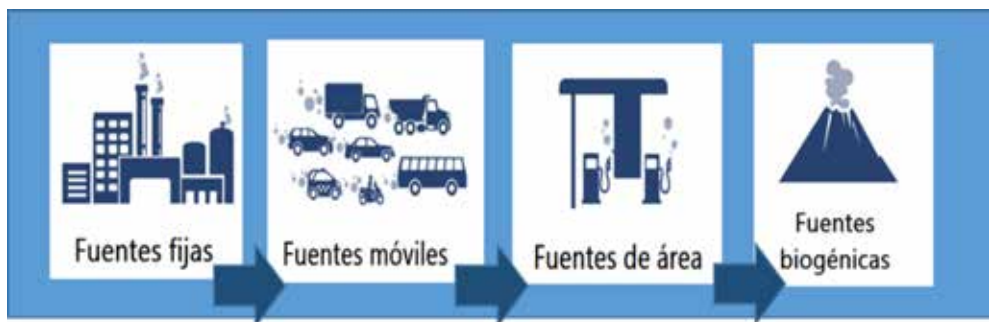 Fuentes fijas
Fuentes móviles
Fuentes de área
Fuentes
biogénicas